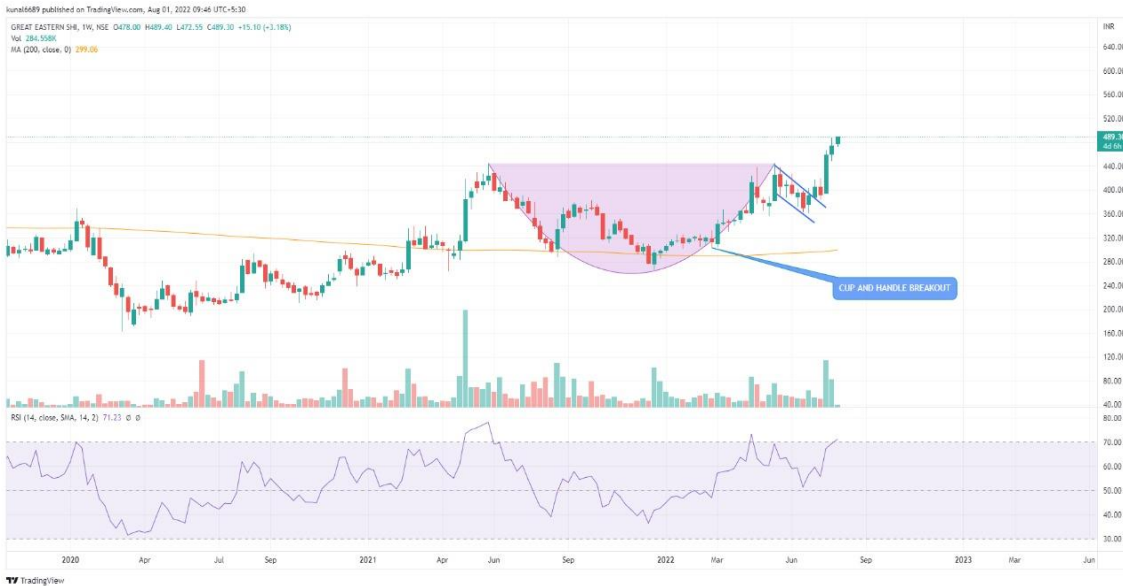 kunal6689 published on TradingView.com, Aug 01, 2022 09:46 UTC+5:30
GREAT EASTERN SHI, 1W, NSE O478.00 H489.40 L472.55 C489.30 +15.10 (+3.18%)
Vol 284.558K
MA (200, close, 0) 299.06
INR
640.00
600.00
560.00
520.00
489.30
4d 6h
440.00
400.00
360.00
320.00
280.00
240.00
200.00
160.00
120.00
80.00
40.00
CUP AND HANDLE BREAKOUT
RSI (14, close, SMA, 14, 2) 71.23 Ø Ø
80.00
70.00
60.00
50.00
40.00
30.00
2020 Apr Jul Sep 2021 Apr Jun Sep 2022 Mar Jun Sep 2023 Mar Jun
TradingView